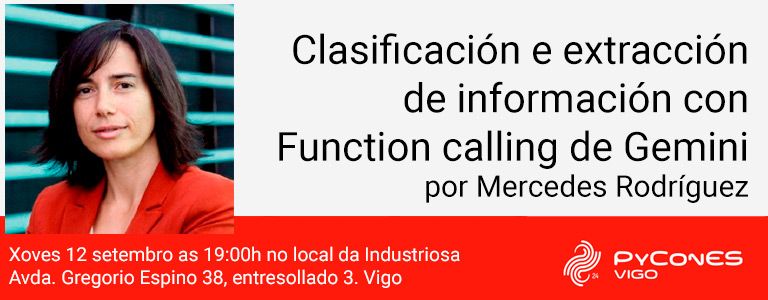 Clasificación e extracción
de información con
Function calling de Gemini
por Mercedes Rodríguez
Xoves 12 setembro as 19:00h no local da Industriosa
Avda. Gregorio Espino 38, entresollado 3. Vigo
24
PYCONES
VIGO